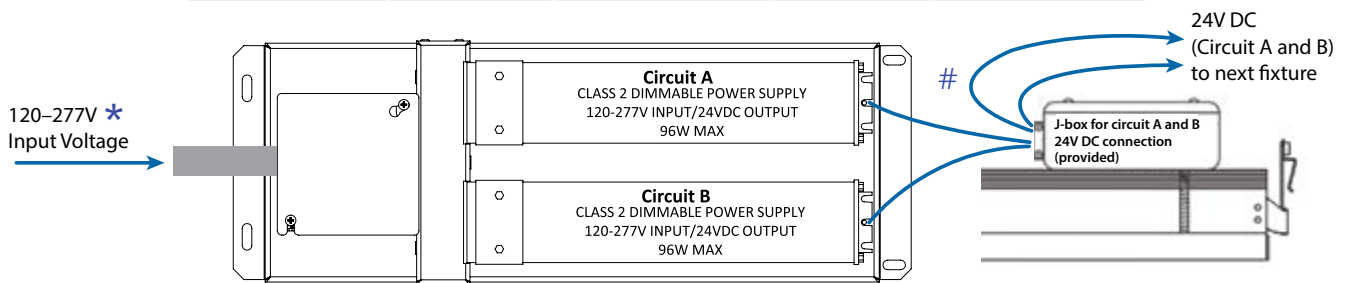 24V DC
(Circuit A and B)
to next fixture
#
120–277V *
Input Voltage
Circuit A
CLASS 2 DIMMABLE POWER SUPPLY
120-277V INPUT/24VDC OUTPUT
96W MAX
J-box for circuit A and B
24V DC connection
(provided)
Circuit B
CLASS 2 DIMMABLE POWER SUPPLY
120-277V INPUT/24VDC OUTPUT
96W MAX